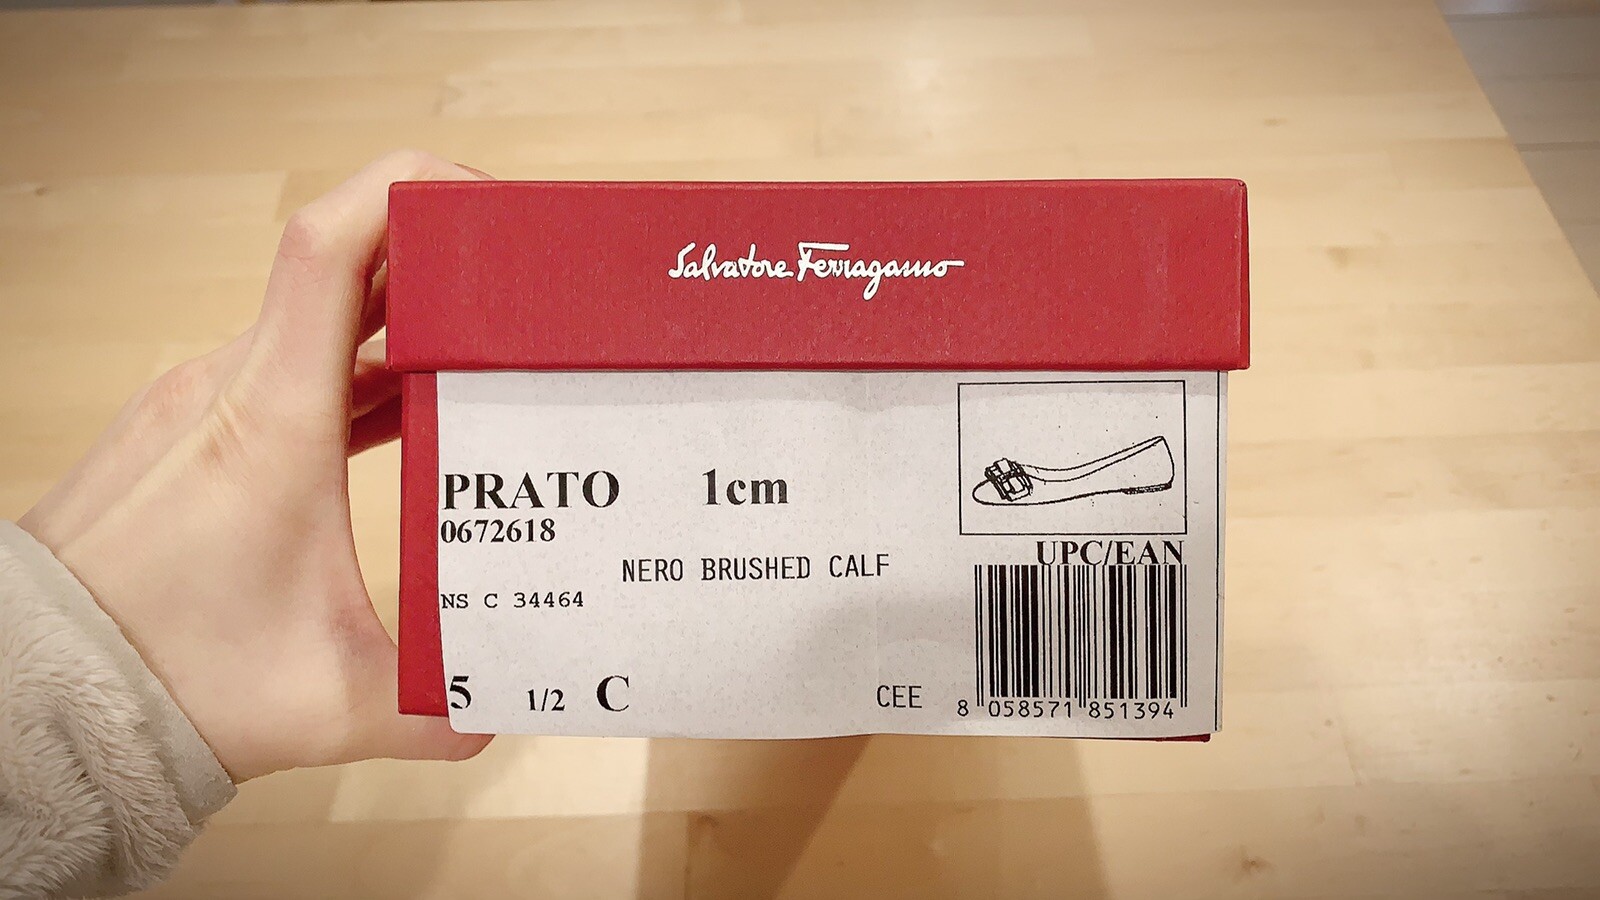 Salvatore Ferragamo
PRATO 1cm
0672618
NERO BRUSHED CALF
NS C 34464
5 1/2 C
CEE
UPC/EAN
8 058571 851394